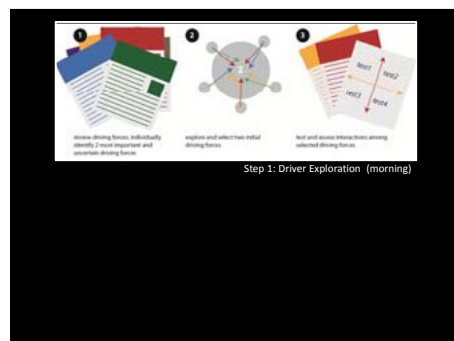 1
2
3
test1
test2
test3
test4
review driving forces: individually
identify 2 most important and
uncertain driving forces
explore and select two initial
driving forces
test and assess interactions among
selected driving forces
Step 1: Driver Exploration (morning)